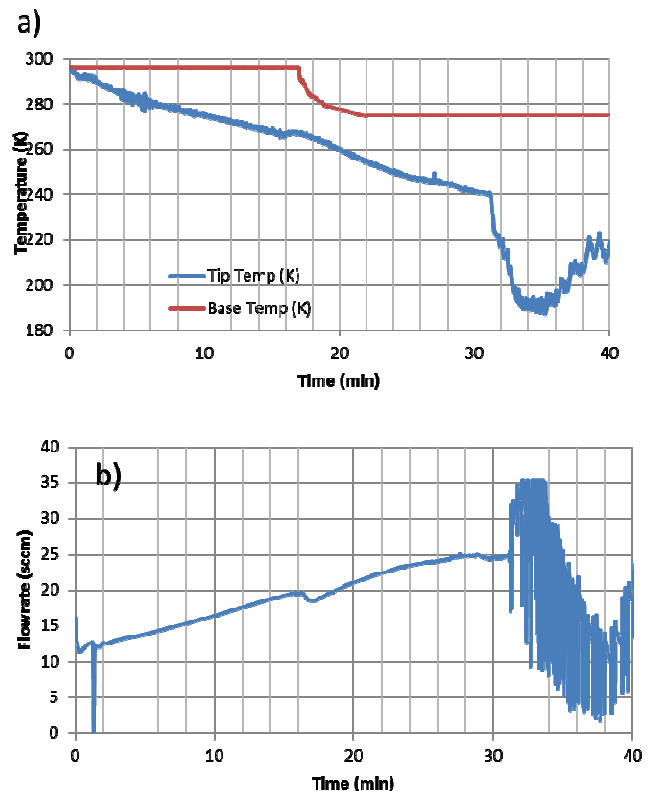 a)
300
280
260
240
220
200
180
Temperature (K)
Tip Temp (K)
Base Temp (K)
0 10 20 30 40
Time (min)
b)
40
35
30
25
20
15
10
5
0
Flowrate (sccm)
0 10 20 30 40
Time (min)